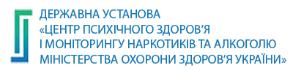 ДЕРЖАВНА УСТАНОВА
«ЦЕНТР ПСИХІЧНОГО ЗДОРОВ'Я
І МОНІТОРИНГУ НАРКОТИКІВ ТА АЛКОГОЛЮ
МІНІСТЕРСТВА ОХОРОНИ ЗДОРОВ'Я УКРАЇНИ»